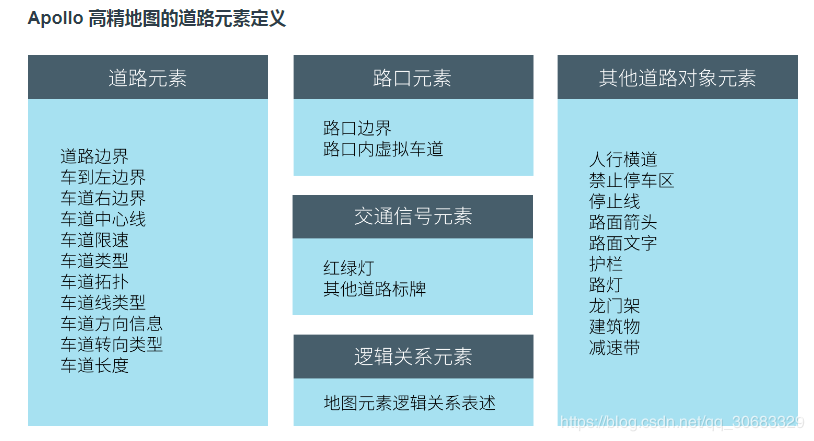 Apollo 高精地图的道路元素定义
道路元素
道路边界
车到左边界
车道右边界
车道中心线
车道限速
车道类型
车道拓扑
车道线类型
车道方向信息
车道转向类型
车道长度
路口元素
路口边界
路口内虚拟车道
交通信号元素
红绿灯
其他道路标牌
逻辑关系元素
地图元素逻辑关系表述
其他道路对象元素
人行横道
禁止停车区
停止线
路面箭头
路面文字
护栏
路灯
龙门架
建筑物
减速带
https://blog.csdn.net/qq_30683329